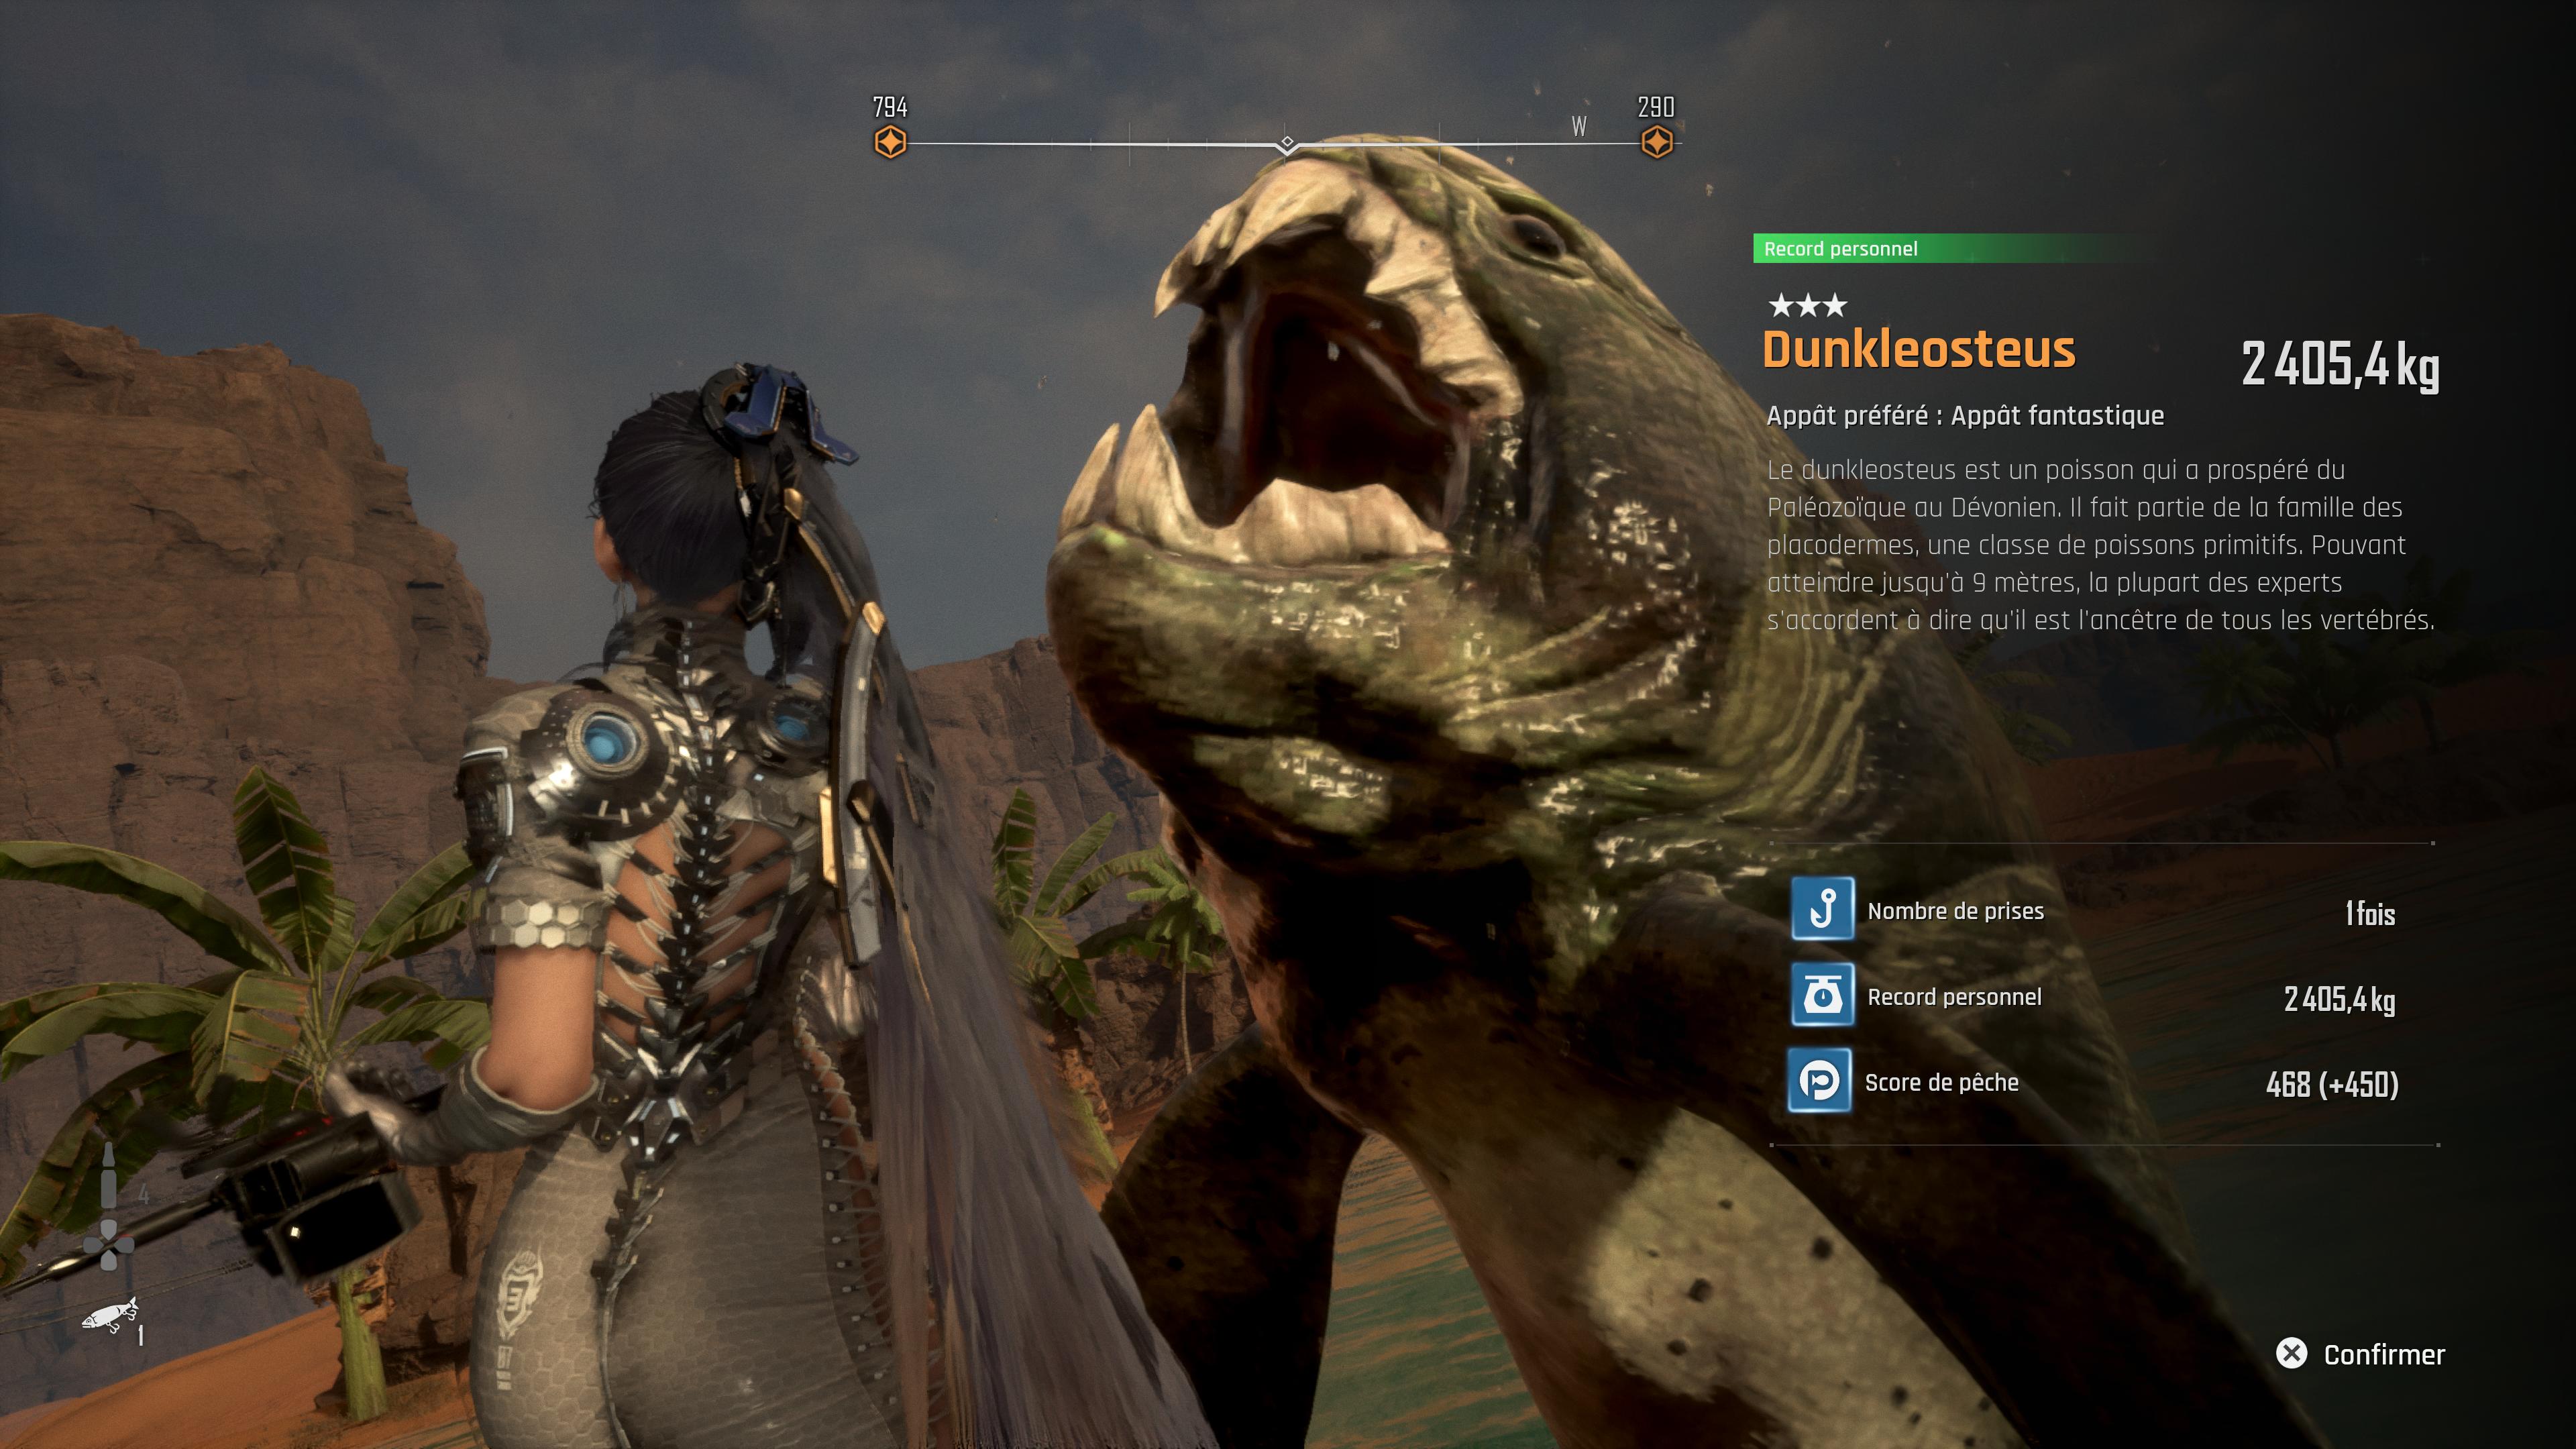 794
290
W
Record personnel
★★★
Dunkleosteus
2 405,4 kg
Appât préféré : Appât fantastique
Le dunkleosteus est un poisson qui a prospéré du
Paléozoïque au Dévonien. Il fait partie de la famille des
placodermes, une classe de poissons primitifs. Pouvant
atteindre jusqu'à 9 mètres, la plupart des experts
s'accordent à dire qu'il est l'ancêtre de tous les vertébrés.
Nombre de prises
1 fois
Record personnel
2 405,4 kg
Score de pêche
468 (+450)
4
1
Confirmer